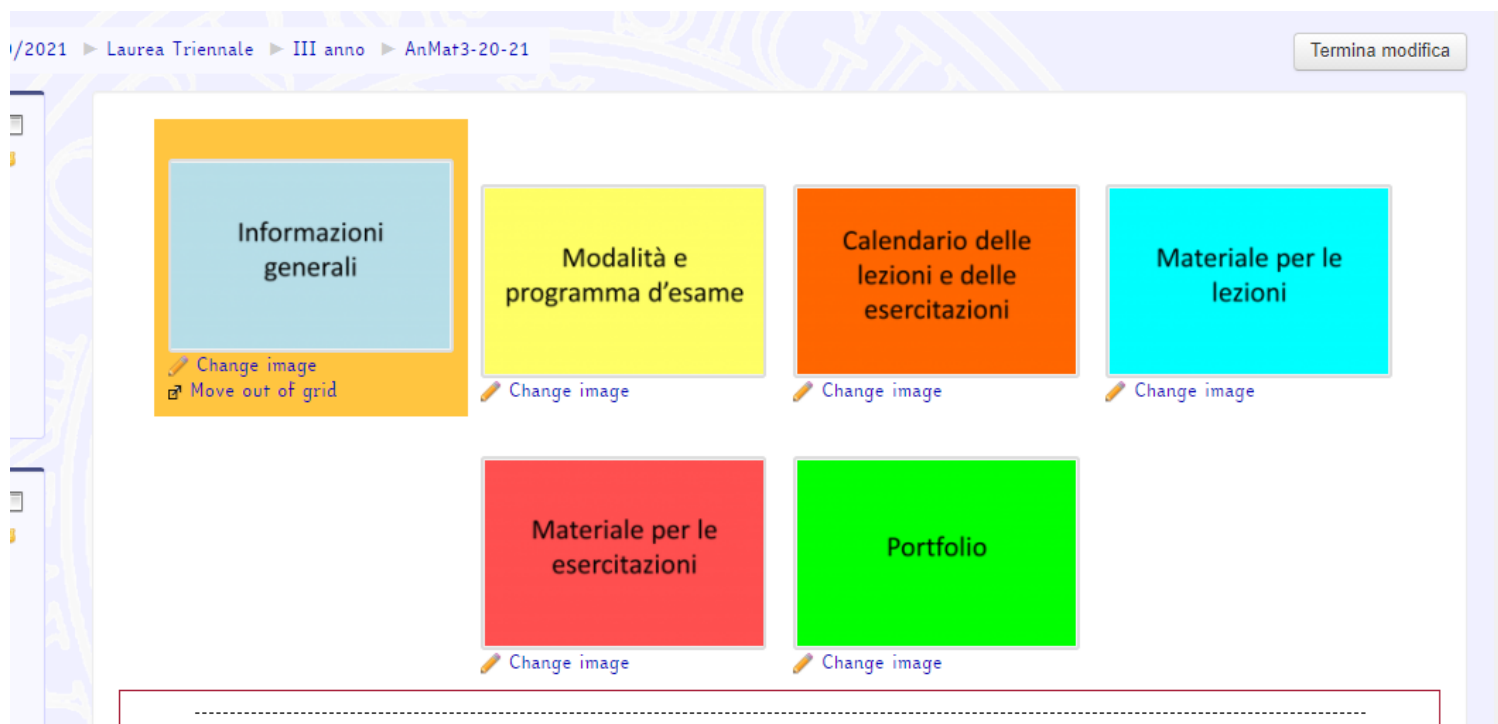 /2021 ► Laurea Triennale ► III anno ► AnMat3-20-21
Termina modifica
Informazioni
generali
Change image
Move out of grid
Modalità e
programma d'esame
Change image
Calendario delle
lezioni e delle
esercitazioni
Change image
Materiale per le
lezioni
Change image
Materiale per le
esercitazioni
Change image
Portfolio
Change image